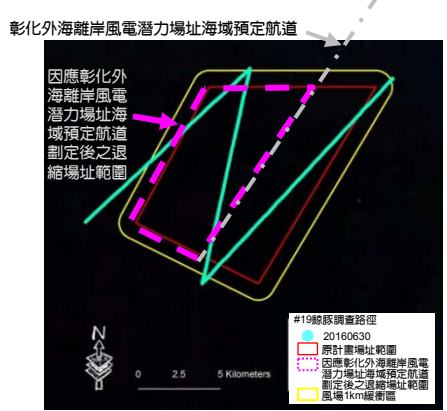 彰化外海離岸風電潛力場址海域預定航道
因應彰化外
海離岸風電
潛力場址海
域預定航道
劃定後之退
縮場址範圍
N
0 2.5 5 Kilometers
#19鯨豚調查路徑
20160630
原計畫場址範圍
因應彰化外海離岸風電
潛力場址海域預定航道
劃定後之退縮場址範圍
風場1km緩衝區